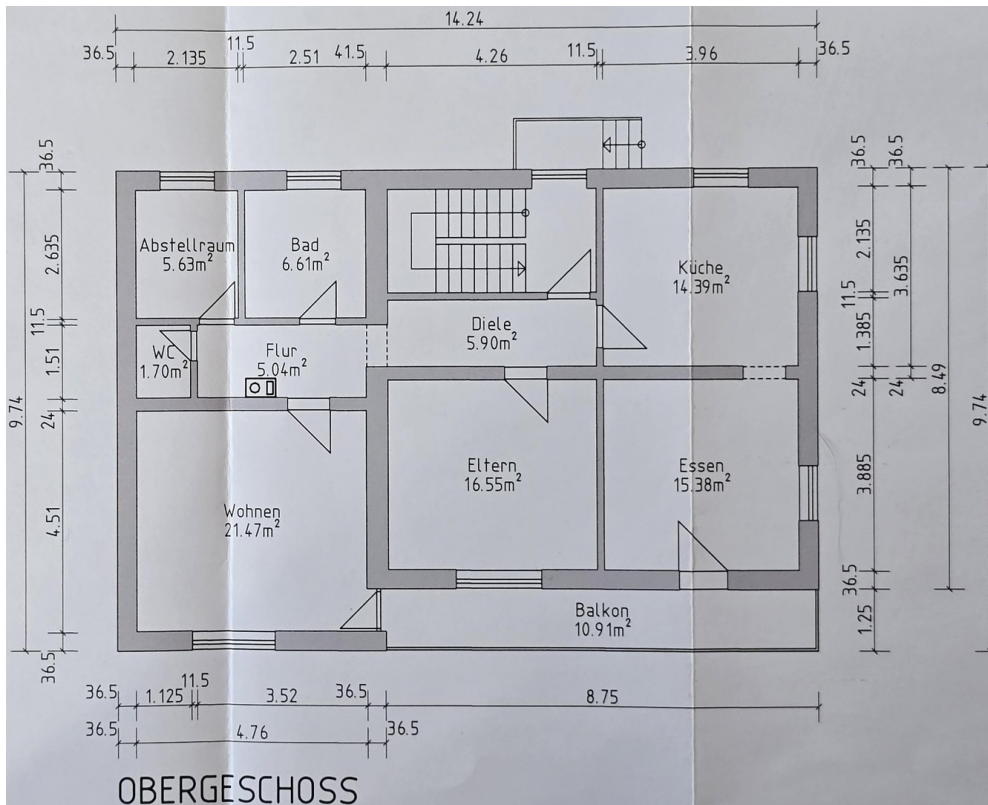 14.24
36.5 2.135 11.5 2.51 41.5 4.26 11.5 3.96 36.5
36.5
2.635
11.5
1.51
24
4.51
36.5
9.74
36.5
2.135
11.5
1.385
24
3.885
36.5
1.25
36.5
3.635
24
8.49
9.74
Abstellraum
5.63m²
Bad
6.61m²
Küche
14.39m²
Diele
5.90m²
WC
1.70m²
Flur
5.04m²
Eltern
16.55m²
Essen
15.38m²
Wohnen
21.47m²
Balkon
10.91m²
36.5 1.125 11.5 3.52 36.5 8.75
36.5 4.76 36.5
OBERGESCHOSS